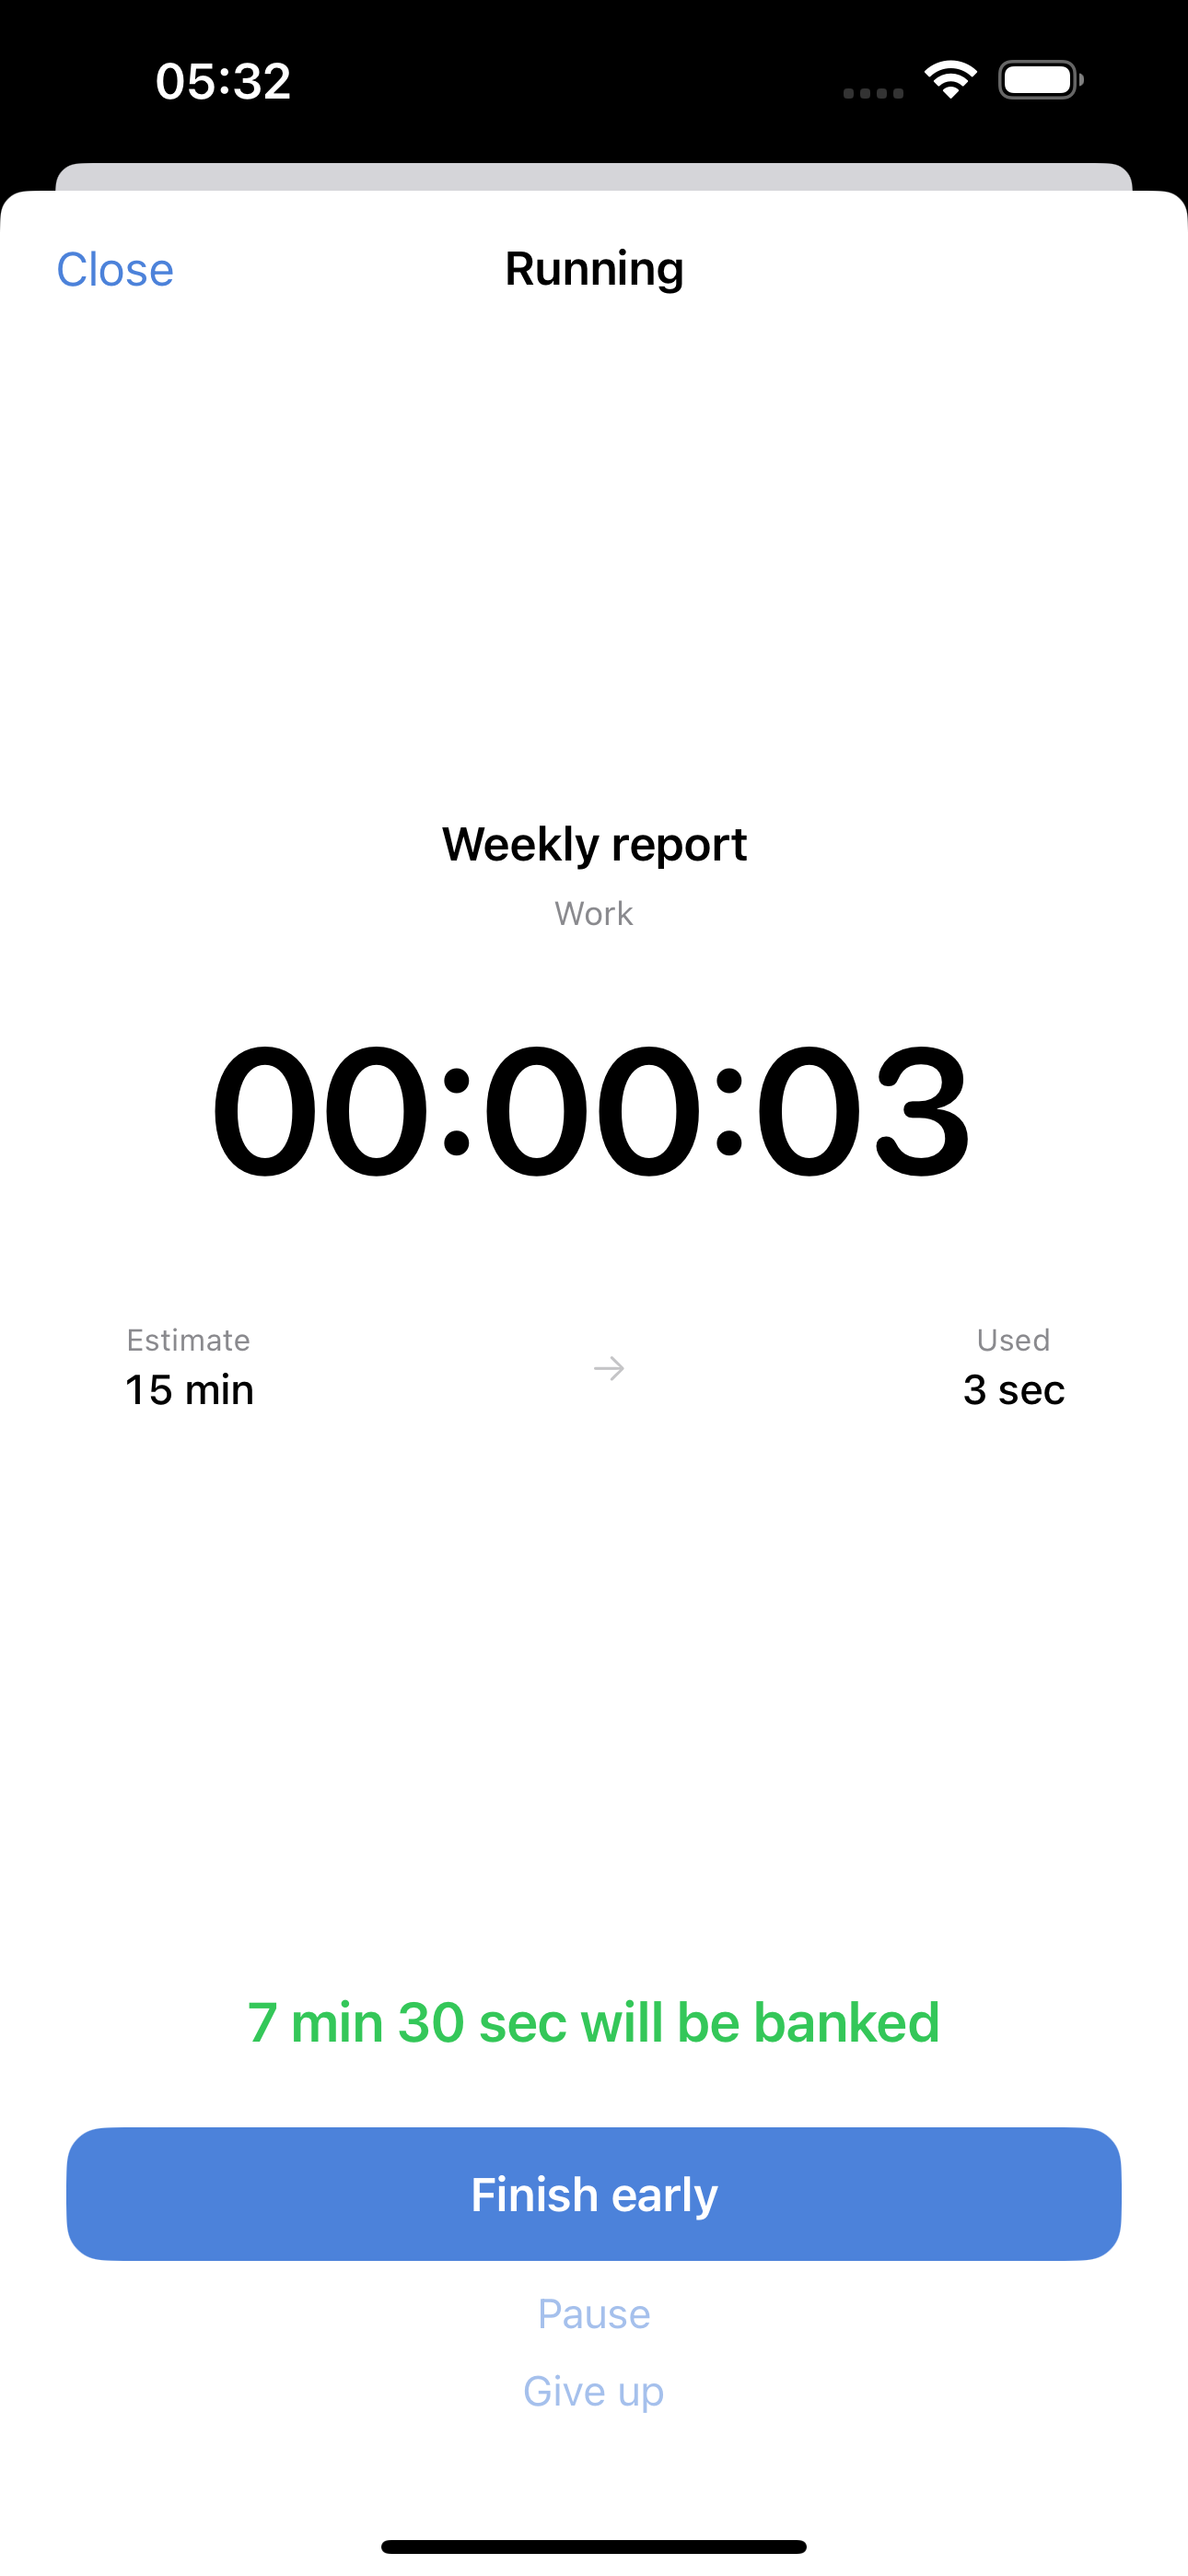 05:32
Close
Running
Weekly report
Work
00:00:03
Estimate
Used
15 min
→
3 sec
7 min 30 sec will be banked
Finish early
Pause
Give up